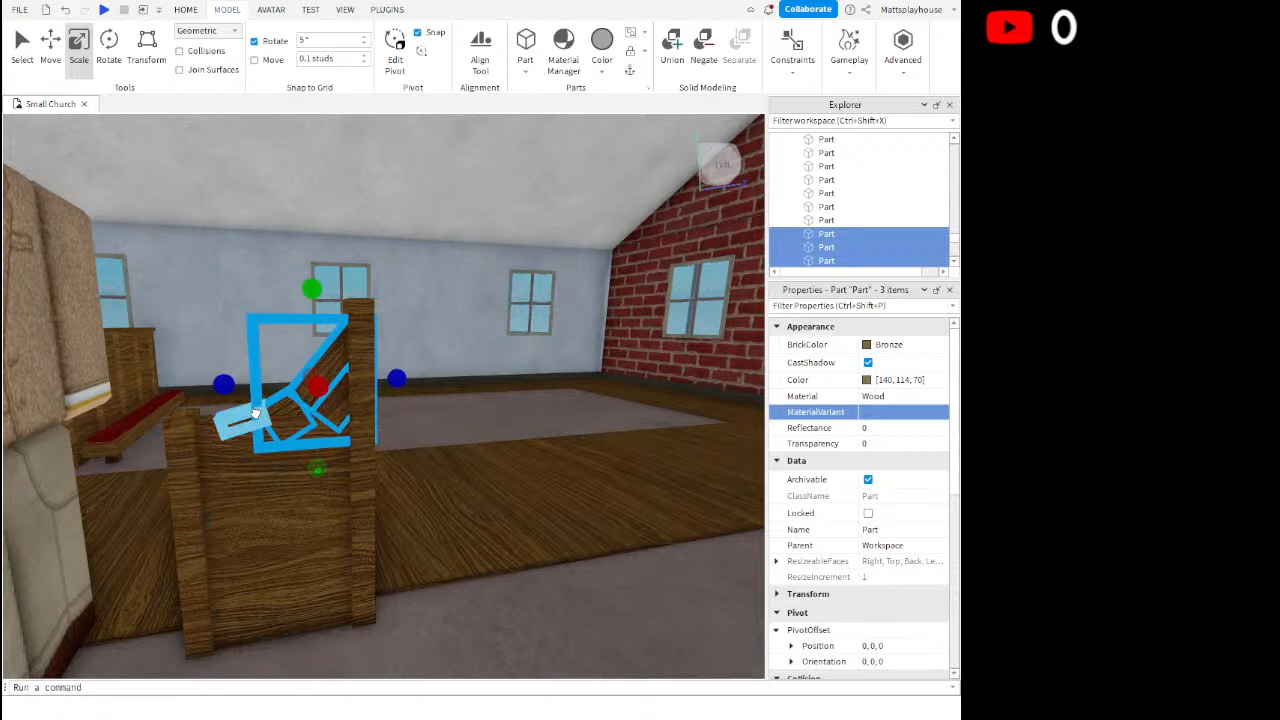 FILE HOME MODEL AVATAR TEST VIEW PLUGINS Collaborate Mattsplayhouse
0
Select Move Scale Rotate Transform
Geometric
Collisions
Join Surfaces
Tools
Rotate 5 °
Move 0.1 studs
Snap to Grid
Edit
Pivot
Snap
Pivot
Align
Tool
Alignment
Part
Material
Manager
Color
Parts
Union Negate Separate
Solid Modeling
Constraints Gameplay Advanced
Small Church
Explorer
Filter workspace (Ctrl+Shift+X)
Part
Part
Part
Part
Part
Part
Part
Part
Part
Part
Left
Properties - Part "Part" - 3 items
Filter Properties (Ctrl+Shift+P)
Appearance
BrickColor Bronze
CastShadow
Color [140, 114, 70]
Material Wood
MaterialVariant
Reflectance 0
Transparency 0
Data
Archivable
ClassName Part
Locked
Name Part
Parent Workspace
ResizeableFaces Right, Top, Back, Le...
ResizeIncrement 1
Transform
Pivot
PivotOffset
Position 0, 0, 0
Orientation 0, 0, 0
Collision
Run a command